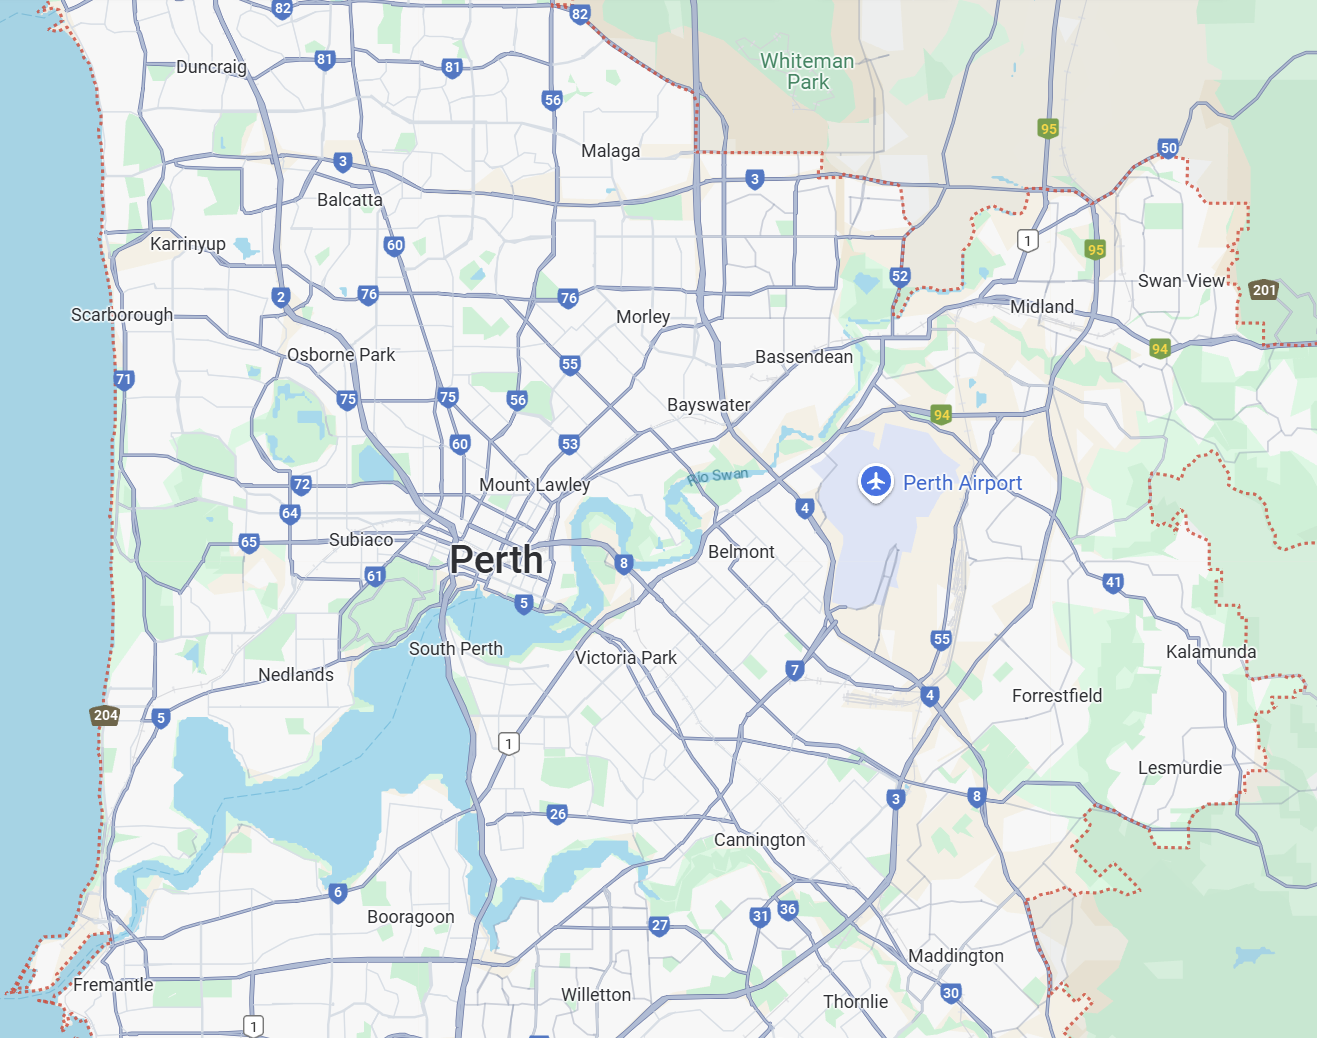 82
82
Duncraig
81
81
Whiteman
Park
56
95
Malaga
50
3
3
Balcatta
Karrinyup
60
1
95
Swan View
2
76
76
52
201
Scarborough
Morley
Midland
Osborne Park
55
Bassendean
94
71
75
75
56
Bayswater
94
60
53
72
Mount Lawley
Río Swan
Perth Airport
64
4
65
Subiaco
Perth
8
Belmont
61
41
5
South Perth
55
Victoria Park
Kalamunda
Nedlands
7
4
Forrestfield
204
5
1
Lesmurdie
3
8
26
Cannington
6
Booragoon
27
31
36
Maddington
Fremantle
Willetton
Thornlie
30
1